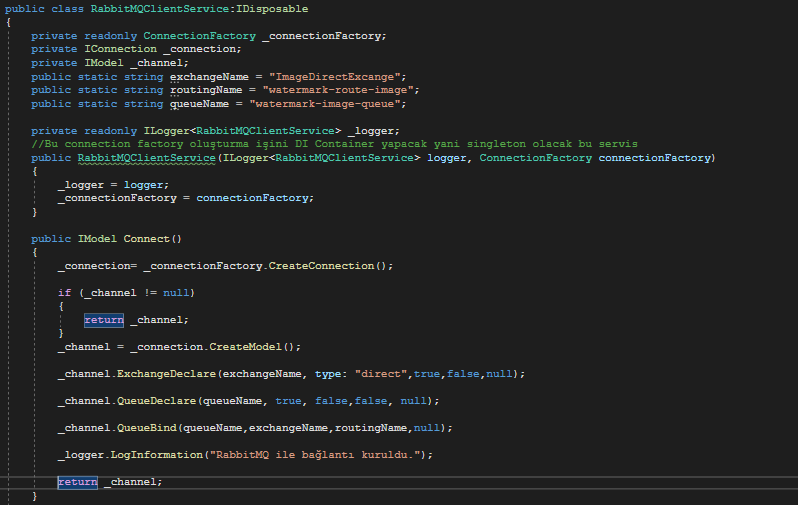 public class RabbitMQClientService:IDisposable
{
private readonly ConnectionFactory _connectionFactory;
private IConnection _connection;
private IModel _channel;
public static string exchangeName = "ImageDirectExcange";
public static string routingName = "watermark-route-image";
public static string queueName = "watermark-image-queue";
private readonly ILogger<RabbitMQClientService> _logger;
//Bu connection factory oluşturma işini DI Container yapacak yani singleton olacak bu servis
public RabbitMQClientService(ILogger<RabbitMQClientService> logger, ConnectionFactory connectionFactory)
{
_logger = logger;
_connectionFactory = connectionFactory;
}
public IModel Connect()
{
_connection= _connectionFactory.CreateConnection();
if (_channel != null)
{
return _channel;
}
_channel = _connection.CreateModel();
_channel.ExchangeDeclare(exchangeName, type: "direct",true,false,null);
_channel.QueueDeclare(queueName, true, false,false, null);
_channel.QueueBind(queueName,exchangeName,routingName,null);
_logger.LogInformation("RabbitMQ ile bağlantı kuruldu.");
return _channel;
}